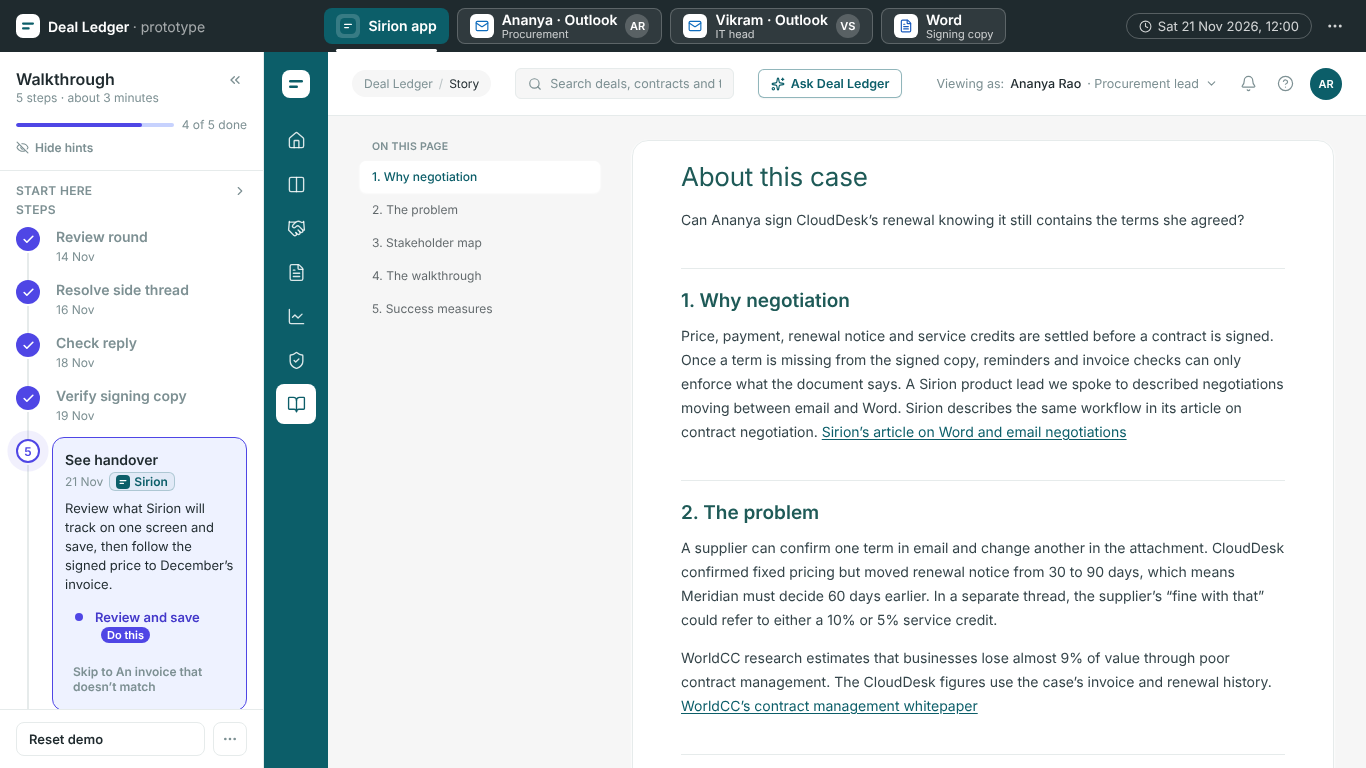 Deal Ledger · prototype
Sirion app
Ananya · Outlook
Procurement
AR
Vikram · Outlook
IT head
VS
Word
Signing copy
Sat 21 Nov 2026, 12:00
Walkthrough
5 steps · about 3 minutes
4 of 5 done
Hide hints
START HERE
STEPS
Review round
14 Nov
Resolve side thread
16 Nov
Check reply
18 Nov
Verify signing copy
19 Nov
5
See handover
21 Nov Sirion
Review what Sirion will
track on one screen and
save, then follow the
signed price to December’s
invoice.
Review and save
Do this
Skip to An invoice that
doesn’t match
Reset demo
Deal Ledger / Story
Search deals, contracts and t
Ask Deal Ledger
Viewing as: Ananya Rao · Procurement lead
AR
ON THIS PAGE
1. Why negotiation
2. The problem
3. Stakeholder map
4. The walkthrough
5. Success measures
About this case
Can Ananya sign CloudDesk’s renewal knowing it still contains the terms she agreed?
1. Why negotiation
Price, payment, renewal notice and service credits are settled before a contract is signed.
Once a term is missing from the signed copy, reminders and invoice checks can only
enforce what the document says. A Sirion product lead we spoke to described negotiations
moving between email and Word. Sirion describes the same workflow in its article on
contract negotiation. Sirion’s article on Word and email negotiations
2. The problem
A supplier can confirm one term in email and change another in the attachment. CloudDesk
confirmed fixed pricing but moved renewal notice from 30 to 90 days, which means
Meridian must decide 60 days earlier. In a separate thread, the supplier’s “fine with that”
could refer to either a 10% or 5% service credit.
WorldCC research estimates that businesses lose almost 9% of value through poor
contract management. The CloudDesk figures use the case’s invoice and renewal history.
WorldCC’s contract management whitepaper